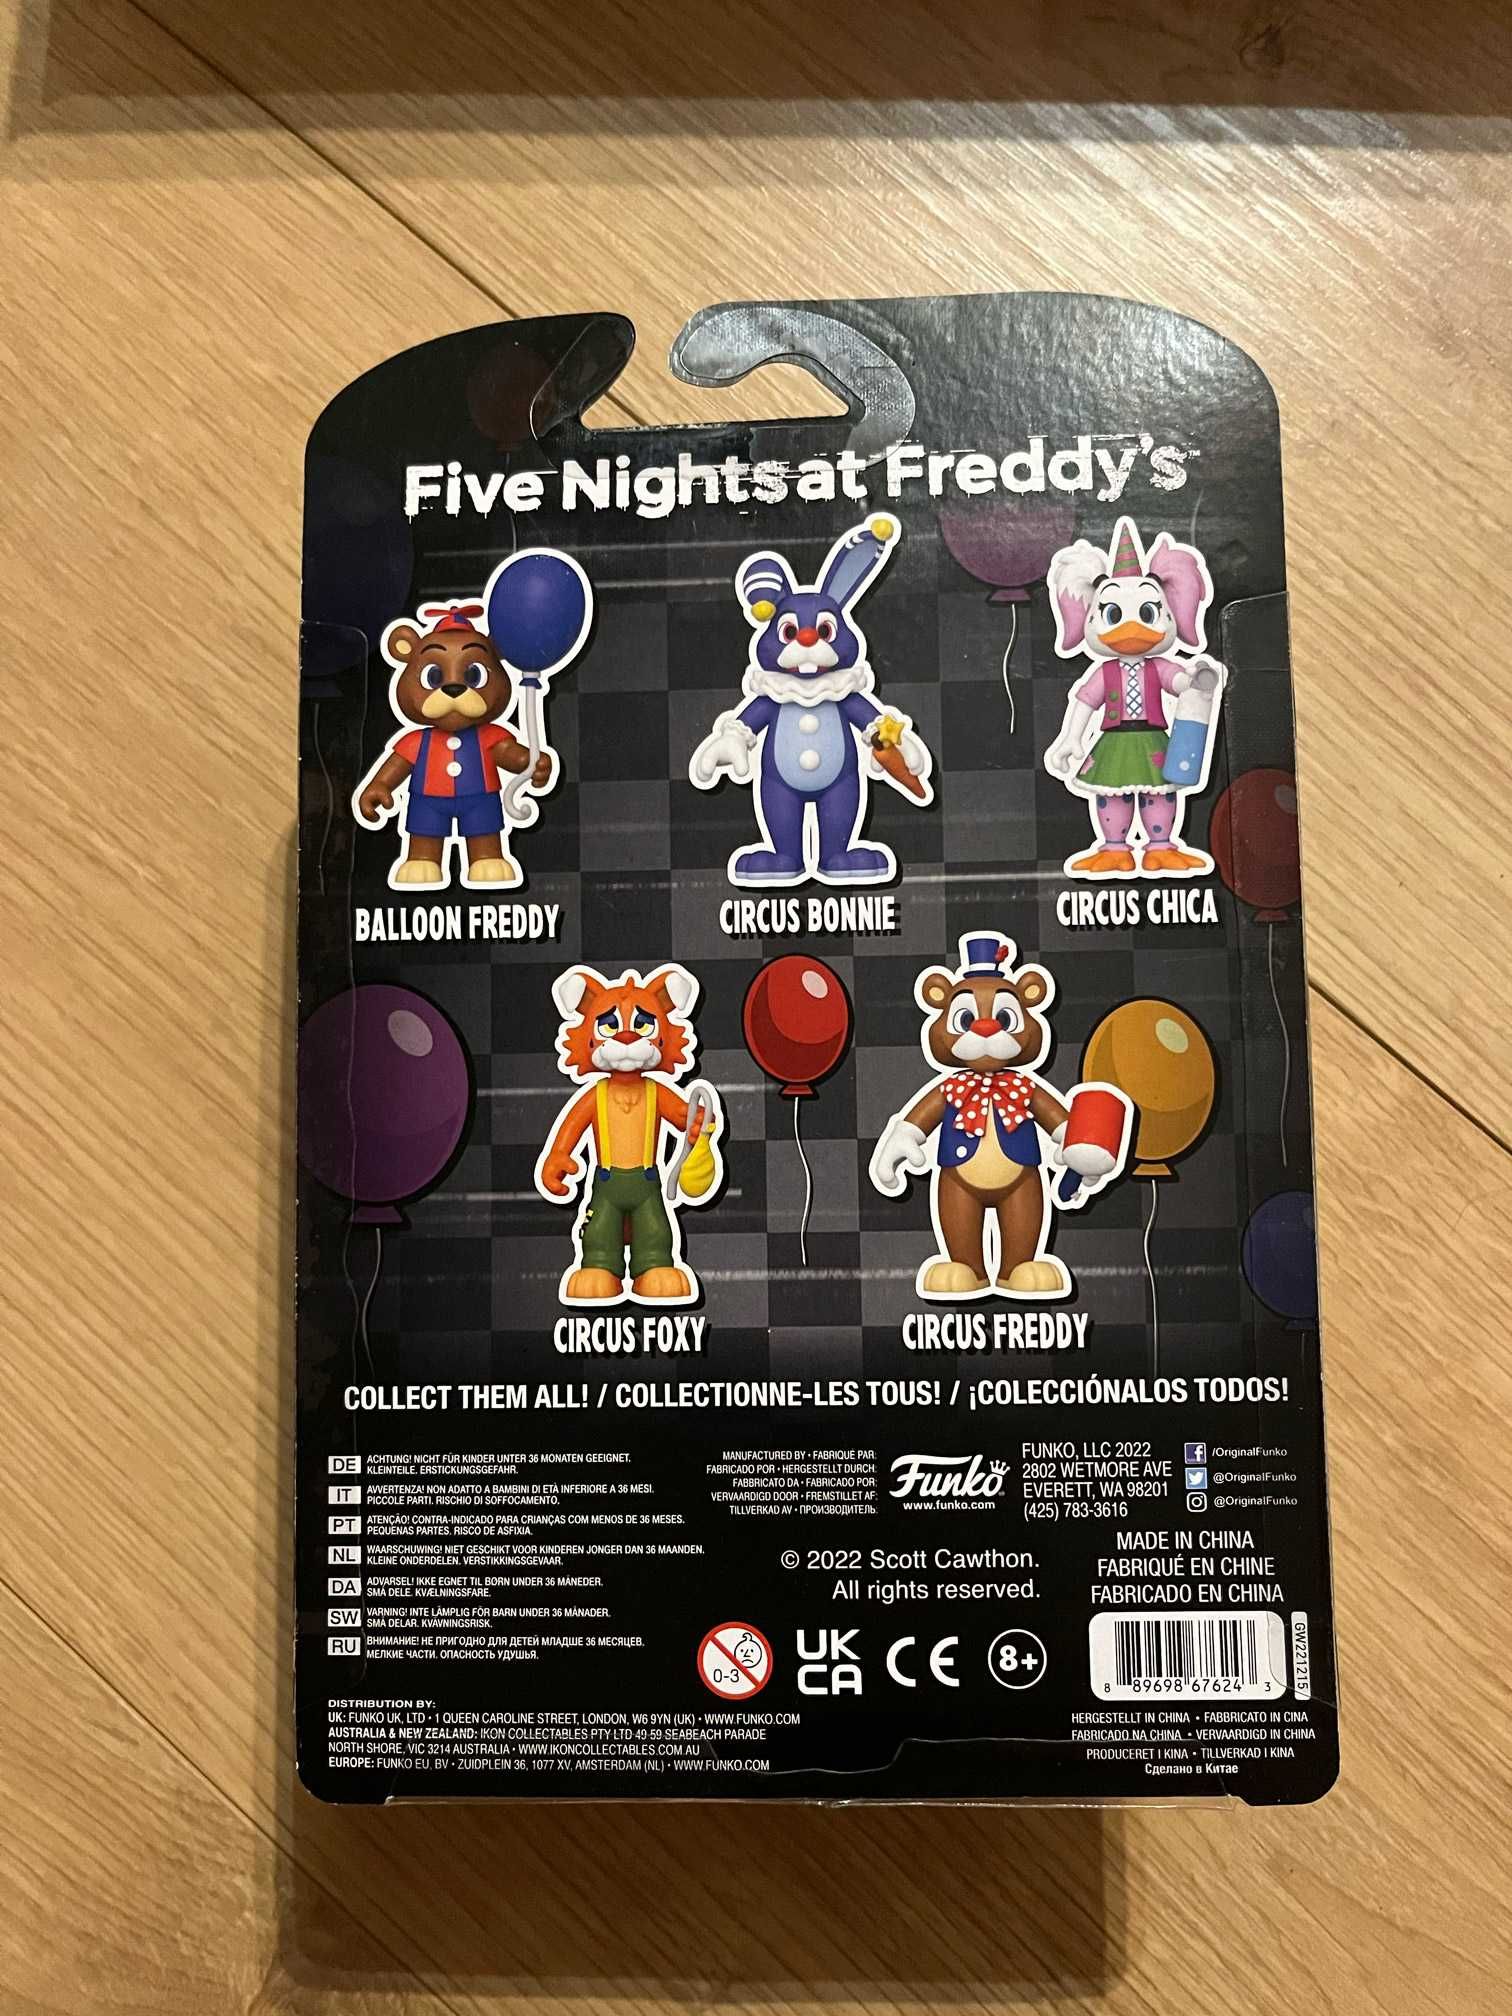 Five Nights at Freddy's™
BALLOON FREDDY
CIRCUS BONNIE
CIRCUS CHICA
CIRCUS FOXY
CIRCUS FREDDY
COLLECT THEM ALL! / COLLECTIONNE-LES TOUS! / ¡COLECCIÓNALOS TODOS!
DE ACHTUNG! NICHT FÜR KINDER UNTER 36 MONATEN GEEIGNET.
KLEINTEILE. ERSTICKUNGSGEFAHR.
IT AVVERTENZA! NON ADATTO A BAMBINI DI ETÀ INFERIORE A 36 MESI.
PICCOLE PARTI. RISCHIO DI SOFFOCAMENTO.
PT ATENÇÃO! CONTRA-INDICADO PARA CRIANÇAS COM MENOS DE 36 MESES.
PEQUENAS PARTES. RISCO DE ASFIXIA.
NL WAARSCHUWING! NIET GESCHIKT VOOR KINDEREN JONGER DAN 36 MAANDEN.
KLEINE ONDERDELEN. VERSTIKKINGSGEVAAR.
DA ADVARSEL! IKKE EGNET TIL BØRN UNDER 36 MÅNEDER.
SMÅ DELE. KVÆLNINGSFARE.
SW VARNING! INTE LÄMPLIG FÖR BARN UNDER 36 MÅNADER.
SMÅ DELAR. KVÄVNINGSRISK.
RU ВНИМАНИЕ! НЕ ПРИГОДНО ДЛЯ ДЕТЕЙ МЛАДШЕ 36 МЕСЯЦЕВ.
МЕЛКИЕ ЧАСТИ. ОПАСНОСТЬ УДУШЬЯ.
MANUFACTURED BY • FABRIQUÉ PAR:
FABRICADO POR • HERGESTELLT DURCH:
FABBRICATO DA • FABRICADO POR:
VERVAARDIGD DOOR • FREMSTILLET AF:
TILLVERKAD AV • ПРОИЗВОДИТЕЛЬ:
Funko
www.funko.com
FUNKO, LLC 2022
2802 WETMORE AVE
EVERETT, WA 98201
(425) 783-3616
/OriginalFunko
@OriginalFunko
@OriginalFunko
© 2022 Scott Cawthon.
All rights reserved.
MADE IN CHINA
FABRIQUÉ EN CHINE
FABRICADO EN CHINA
0-3
UK
CA
CE
8+
8 89698 67624 3
GW221215
DISTRIBUTION BY:
UK: FUNKO UK, LTD • 1 QUEEN CAROLINE STREET, LONDON, W6 9YN (UK) • WWW.FUNKO.COM
AUSTRALIA & NEW ZEALAND: IKON COLLECTABLES PTY LTD 49-59 SEABEACH PARADE
NORTH SHORE, VIC 3214 AUSTRALIA • WWW.IKONCOLLECTABLES.COM.AU
EUROPE: FUNKO EU, BV • ZUIDPLEIN 36, 1077 XV, AMSTERDAM (NL) • WWW.FUNKO.COM
HERGESTELLT IN CHINA • FABBRICATO IN CINA
FABRICADO NA CHINA • VERVAARDIGD IN CHINA
PRODUCERET I KINA • TILLVERKAD I KINA
Сделано в Китае